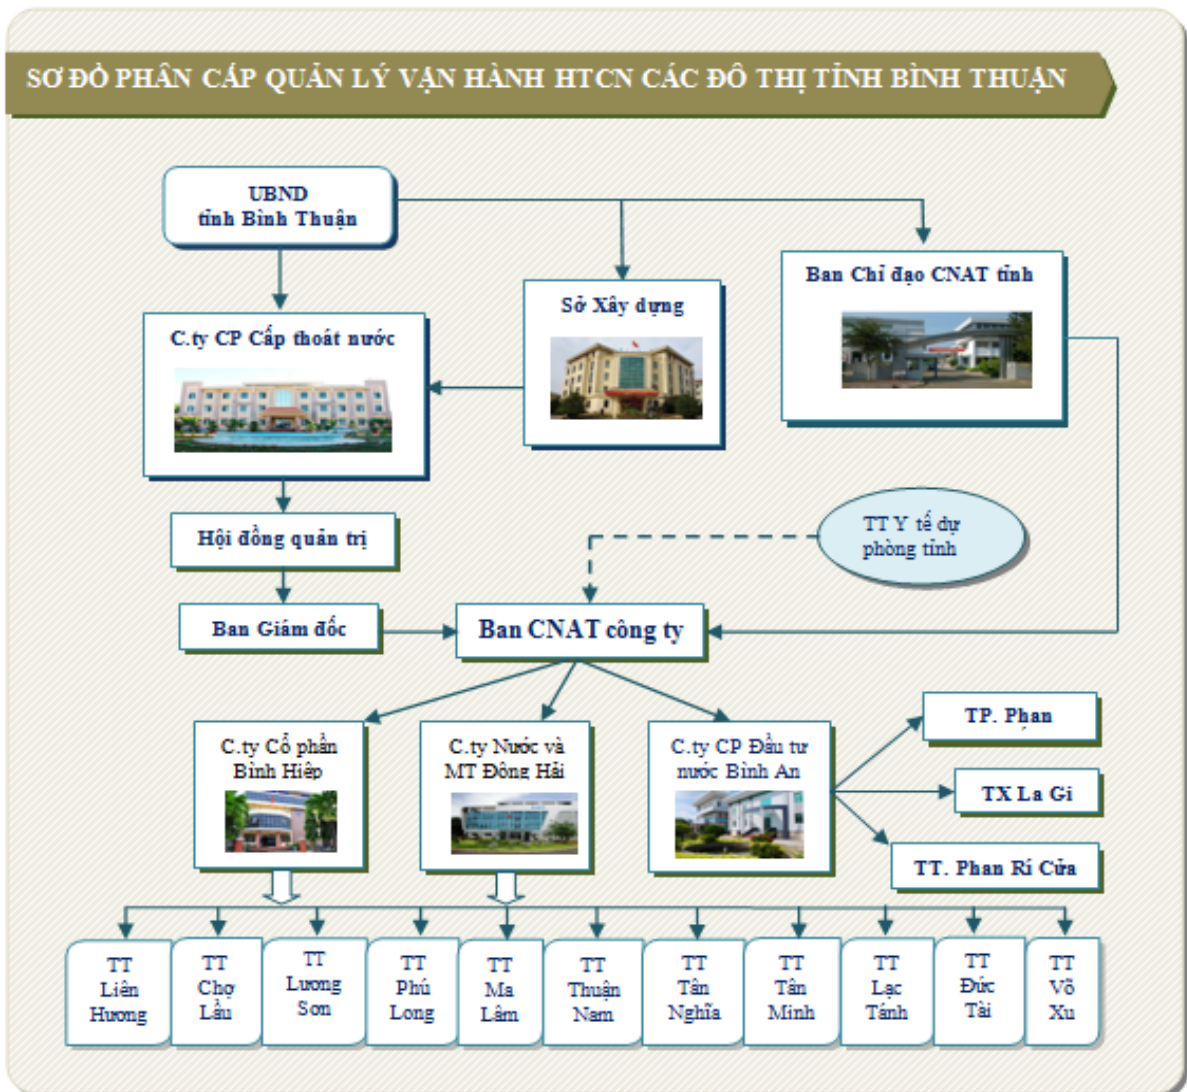 SƠ ĐỒ PHÂN CẤP QUẢN LÝ VẬN HÀNH HTCN CÁC ĐÔ THỊ TỈNH BÌNH THUẬN
UBND
tỉnh Bình Thuận
Ban Chỉ đạo CNAT tỉnh
Sở Xây dựng
C.ty CP Cấp thoát nước
TT Y tế dự
phòng tỉnh
Hội đồng quản trị
Ban Giám đốc
Ban CNAT công ty
TP. Phan
C.ty Cổ phần
Bình Hiệp
C.ty Nước và
MT Đông Hải
C.ty CP Đầu tư
nước Bình An
TX La Gi
TT. Phan Rí Cửa
TT
Liên
Hương
TT
Chợ
Lầu
TT
Lương
Sơn
TT
Phú
Long
TT
Ma
Lâm
TT
Thuận
Nam
TT
Tân
Nghĩa
TT
Tân
Minh
TT
Lạc
Tánh
TT
Đức
Tài
TT
Võ
Xu